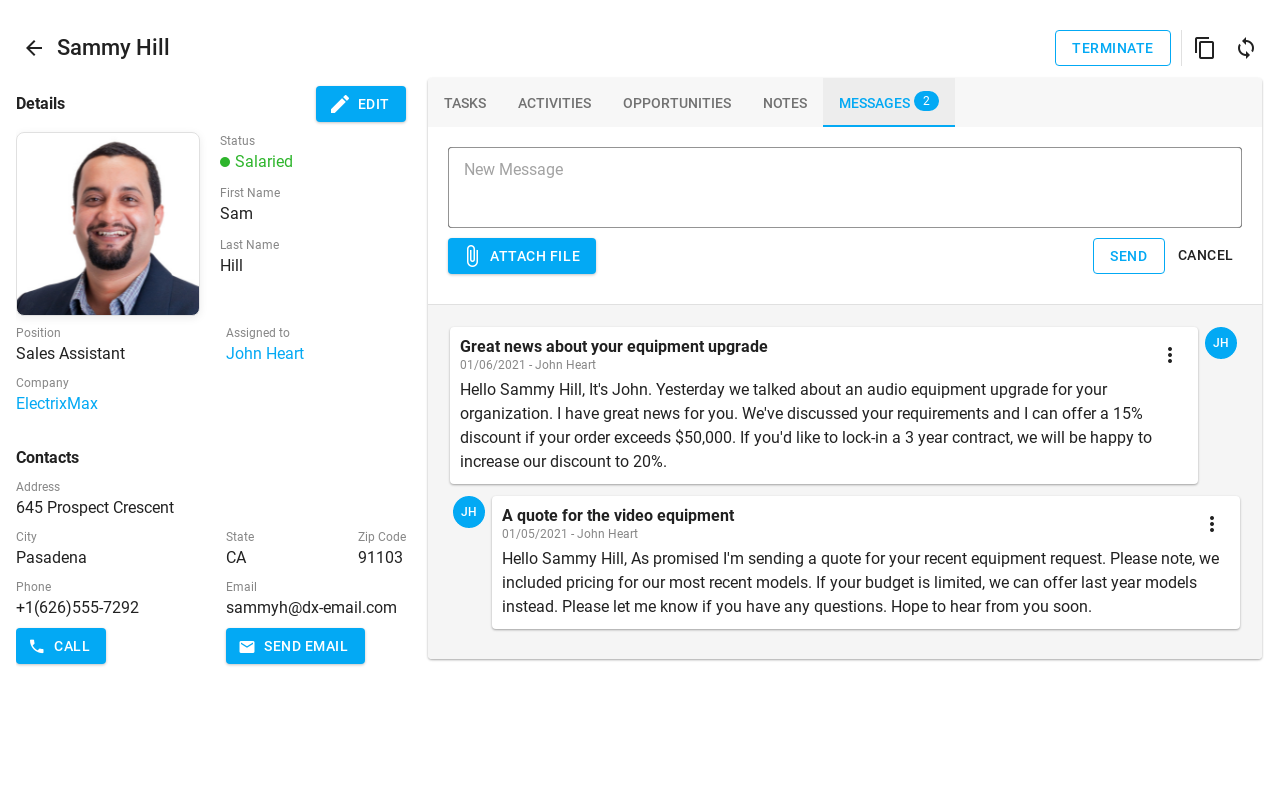 Sammy Hill
TERMINATE
Details
EDIT
Status
Salaried
First Name
Sam
Last Name
Hill
Position
Assigned to
Sales Assistant
John Heart
Company
ElectrixMax
Contacts
Address
645 Prospect Crescent
City
State
Zip Code
Pasadena
CA
91103
Phone
Email
+1(626)555-7292
sammyh@dx-email.com
CALL
SEND EMAIL
TASKS
ACTIVITIES
OPPORTUNITIES
NOTES
MESSAGES 2
New Message
ATTACH FILE
SEND
CANCEL
Great news about your equipment upgrade
JH
01/06/2021 - John Heart
Hello Sammy Hill, It's John. Yesterday we talked about an audio equipment upgrade for your
organization. I have great news for you. We've discussed your requirements and I can offer a 15%
discount if your order exceeds $50,000. If you'd like to lock-in a 3 year contract, we will be happy to
increase our discount to 20%.
JH
A quote for the video equipment
01/05/2021 - John Heart
Hello Sammy Hill, As promised I'm sending a quote for your recent equipment request. Please note, we
included pricing for our most recent models. If your budget is limited, we can offer last year models
instead. Please let me know if you have any questions. Hope to hear from you soon.